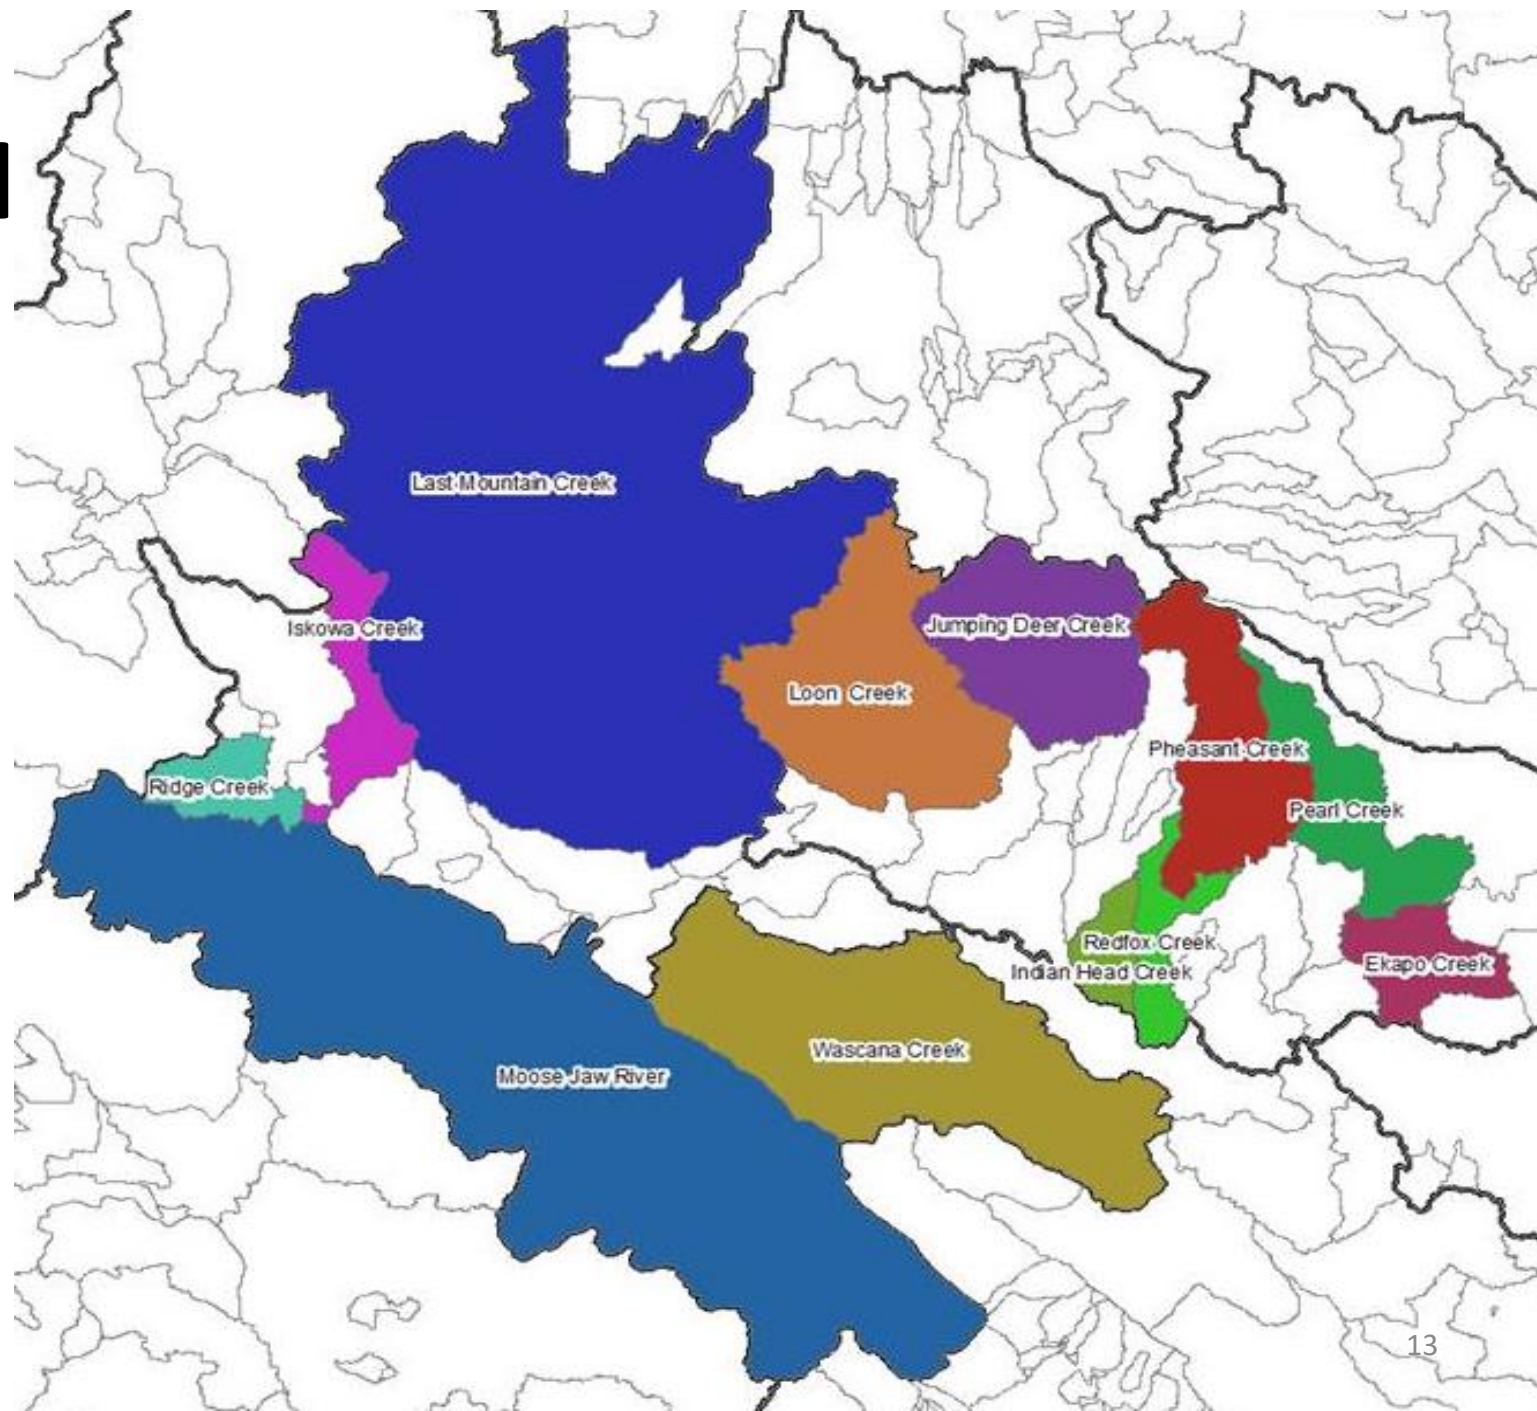 Last Mountain Creek
Iskowa Creek
Jumping Deer Creek
Loon Creek
Pheasant Creek
Ridge Creek
Pearl Creek
Redfox Creek
Ekapo Creek
Indian Head Creek
Wascana Creek
Moose Jaw River
13